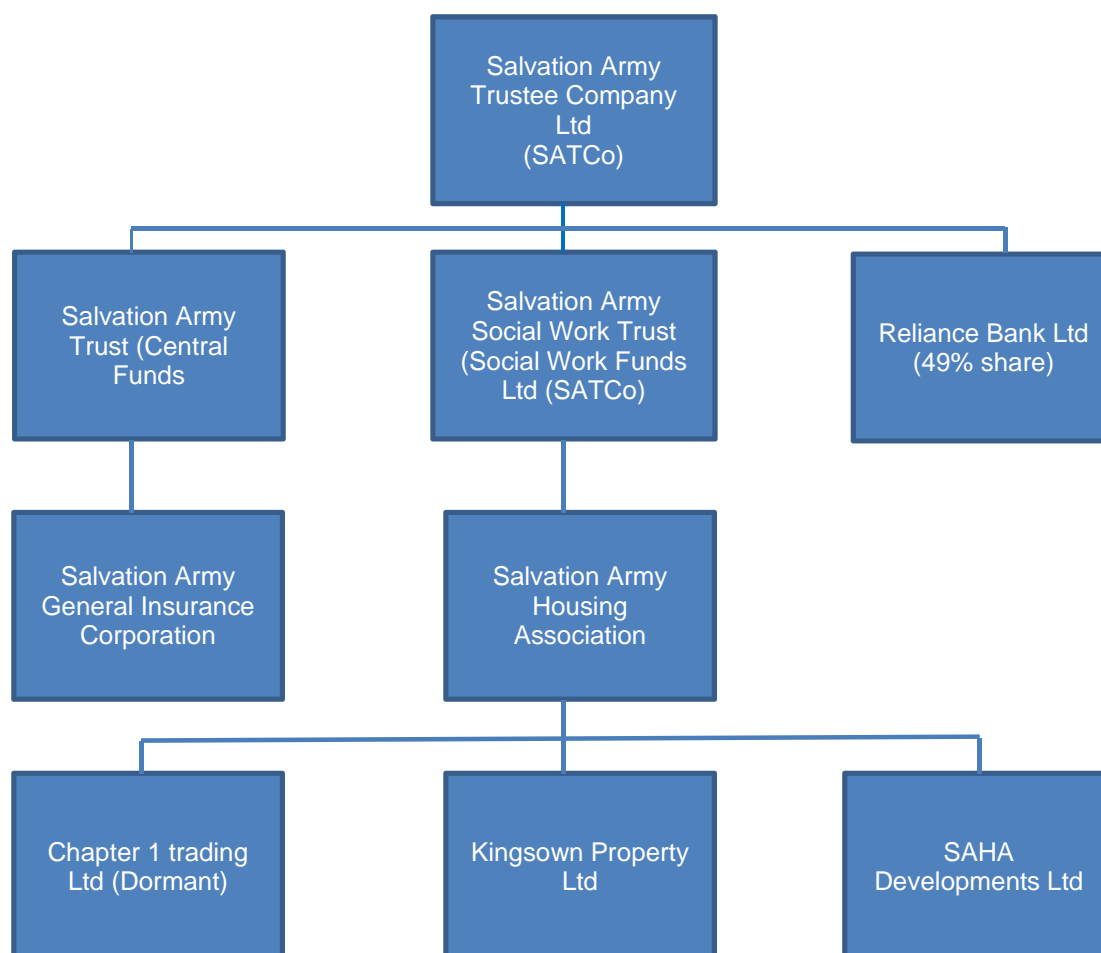 Salvation Army
Trustee Company
Ltd
(SATCo)
Salvation Army
Trust (Central
Funds
Salvation Army
Social Work Trust
(Social Work Funds
Ltd (SATCo)
Reliance Bank Ltd
(49% share)
Salvation Army
General Insurance
Corporation
Salvation Army
Housing
Association
Chapter 1 trading
Ltd (Dormant)
Kingsown Property
Ltd
SAHA
Developments Ltd